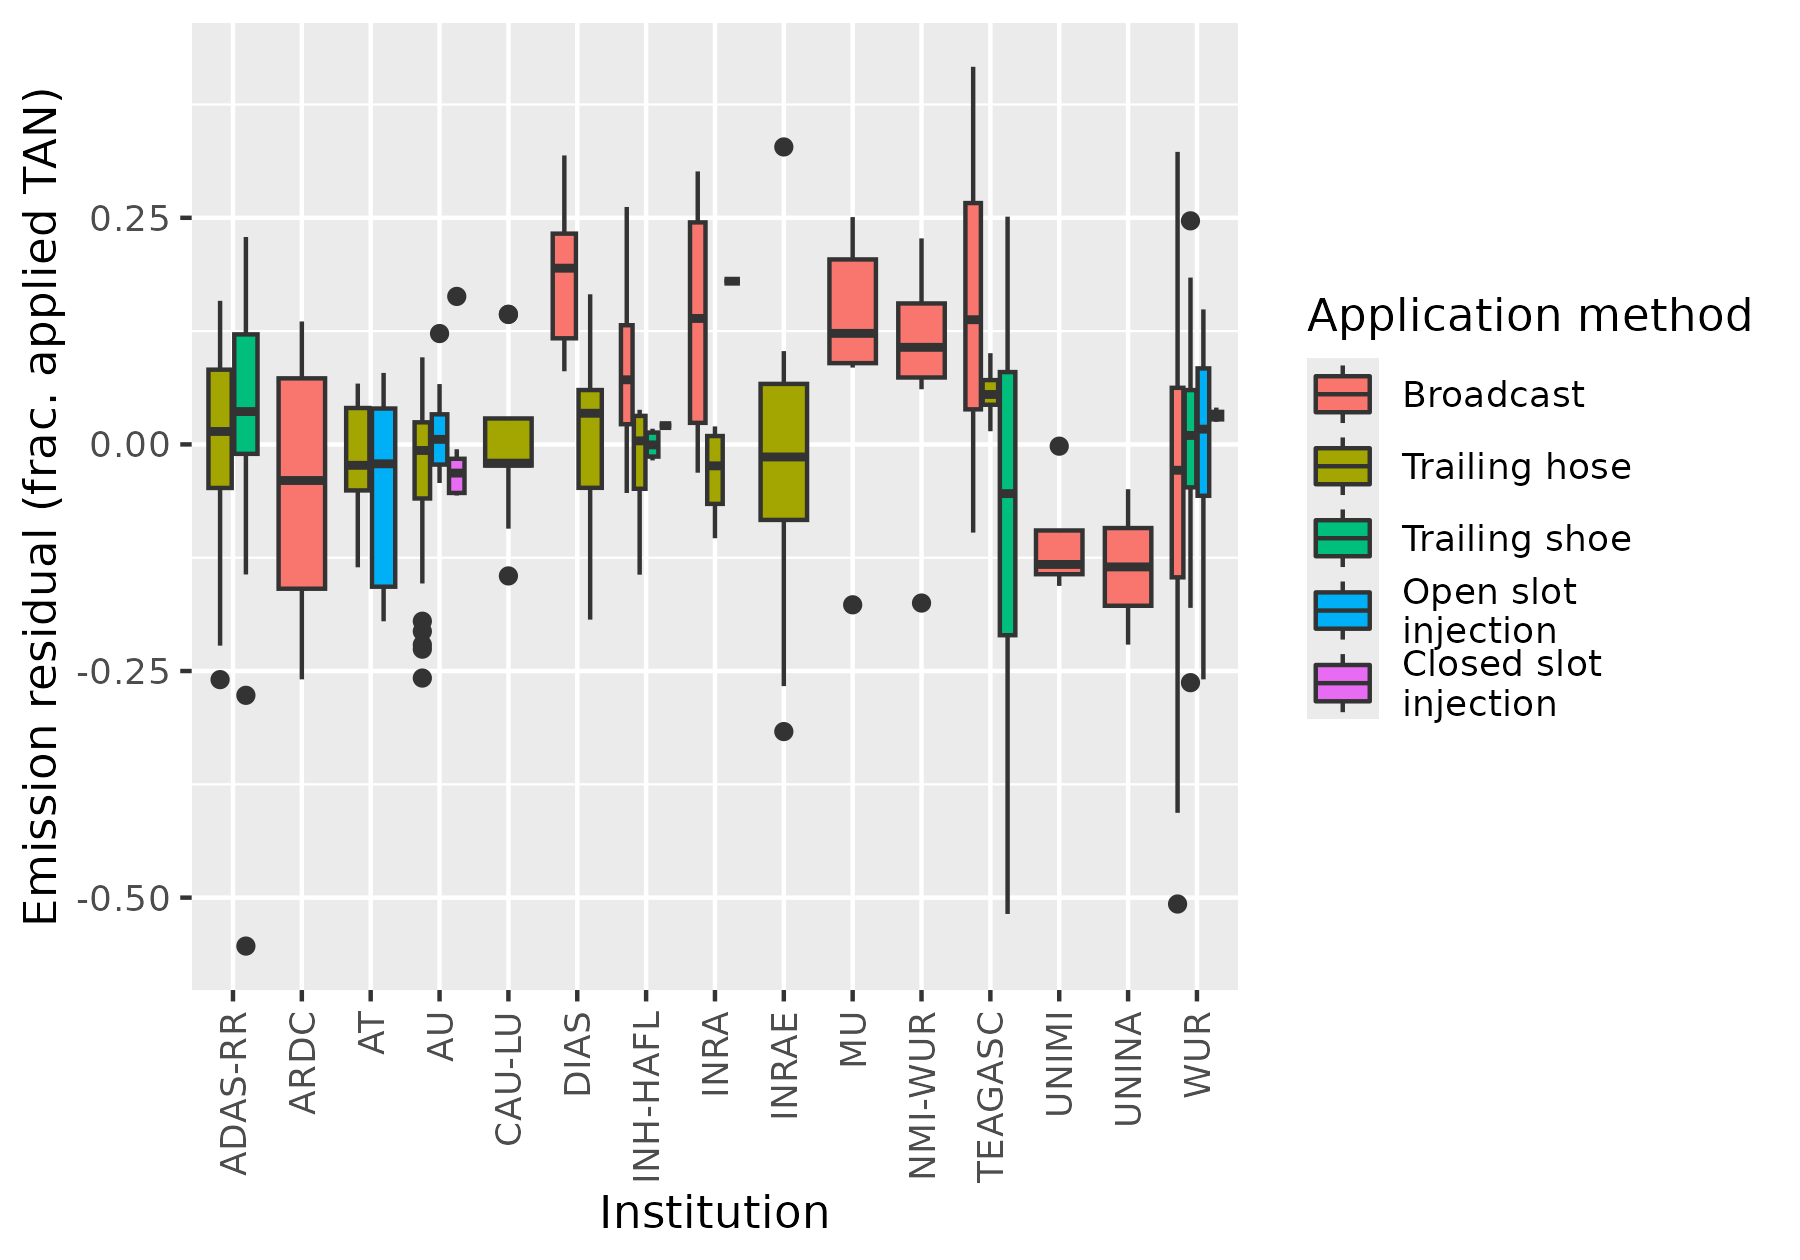 Emission residual (frac. applied TAN)
0.25
0.00
-0.25
-0.50
ADAS-RR
ARDC
AT
AU
CAU-LU
DIAS
INH-HAFL
INRA
INRAE
MU
NMI-WUR
TEAGASC
UNIMI
UNINA
WUR
Institution
Application method
Broadcast
Trailing hose
Trailing shoe
Open slot
injection
Closed slot
injection